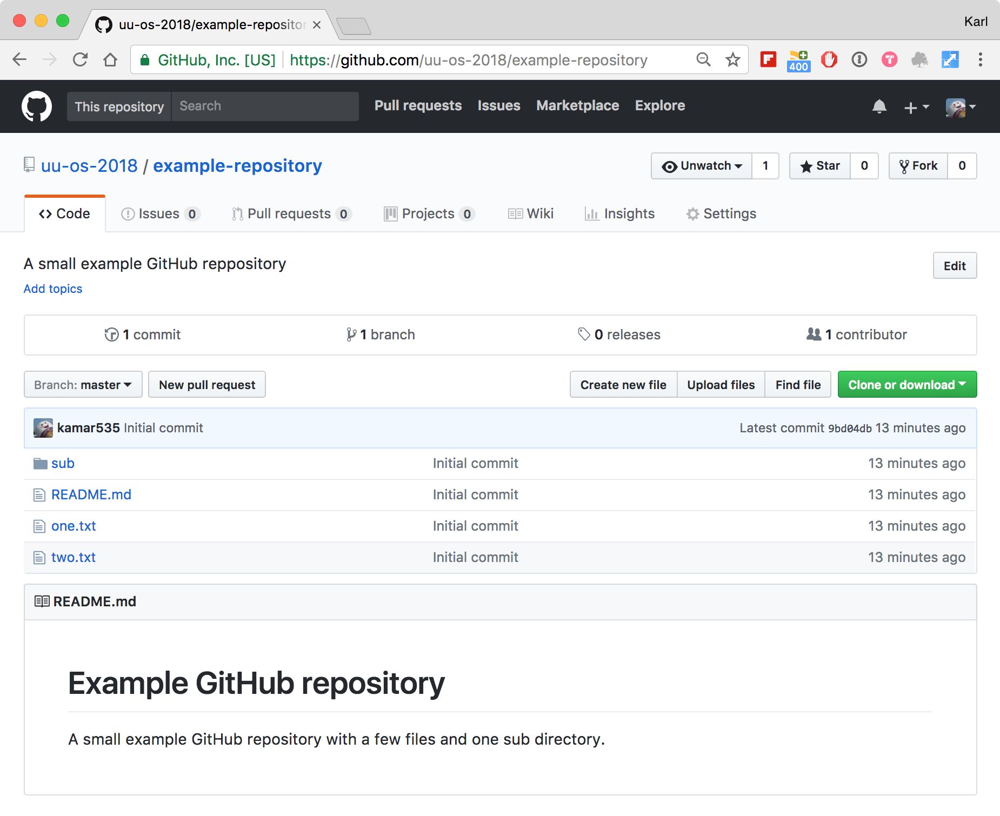 uu-os-2018/example-repositor
Karl
GitHub, Inc. [US] https://github.com/uu-os-2018/example-repository
400
This repository Search Pull requests Issues Marketplace Explore
uu-os-2018 / example-repository
Unwatch 1 Star 0 Fork 0
Code Issues 0 Pull requests 0 Projects 0 Wiki Insights Settings
A small example GitHub reppository
Edit
Add topics
1 commit 1 branch 0 releases 1 contributor
Branch: master New pull request Create new file Upload files Find file Clone or download
kamar535 Initial commit Latest commit 9bd04db 13 minutes ago
sub Initial commit 13 minutes ago
README.md Initial commit 13 minutes ago
one.txt Initial commit 13 minutes ago
two.txt Initial commit 13 minutes ago
README.md
Example GitHub repository
A small example GitHub repository with a few files and one sub directory.